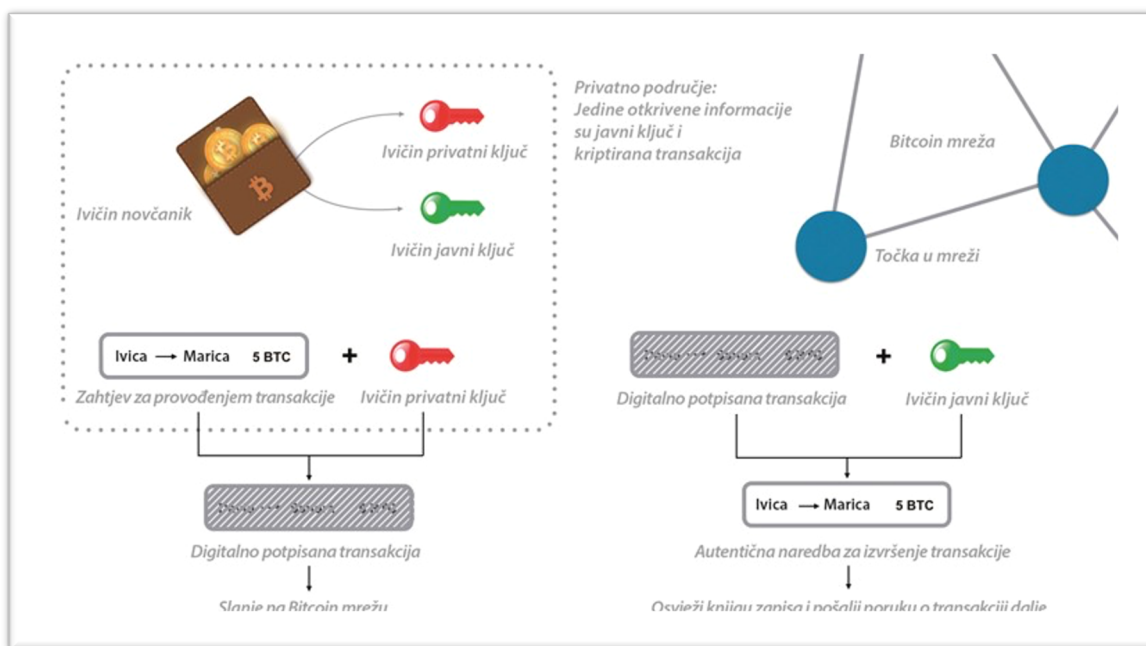 Ivičin novčanik
Ivičin privatni ključ
Ivičin javni ključ
Ivica → Marica 5 BTC
+
Zahtjev za provođenjem transakcije
Ivičin privatni ključ
Digitalno potpisana transakcija
Slanje na Bitcoin mrežu
Privatno područje:
Jedine otkrivene informacije
su javni ključ i
kriptirana transakcija
Bitcoin mreža
Točka u mreži
+
Digitalno potpisana transakcija
Ivičin javni ključ
Ivica → Marica 5 BTC
Autentična naredba za izvršenje transakcije
Osvježi knjigu zapisa i pošalji poruku o transakciji dalje